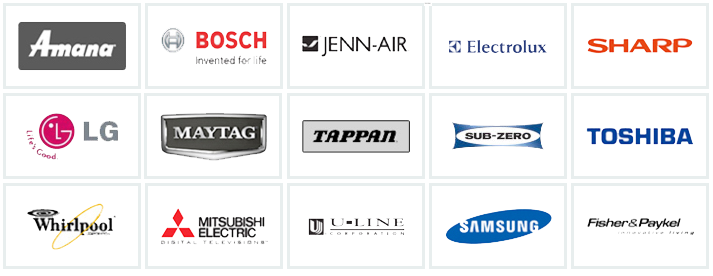 Amana
BOSCH
Invented for life
JENN-AIR
Electrolux
SHARP
LG
Life's Good
MAYTAG
TAPPAN
SUB-ZERO
TOSHIBA
Whirlpool
MITSUBISHI
ELECTRIC
DIGITAL TELEVISIONS
U-LINE
CORPORATION
SAMSUNG
Fisher&Paykel
innovative living